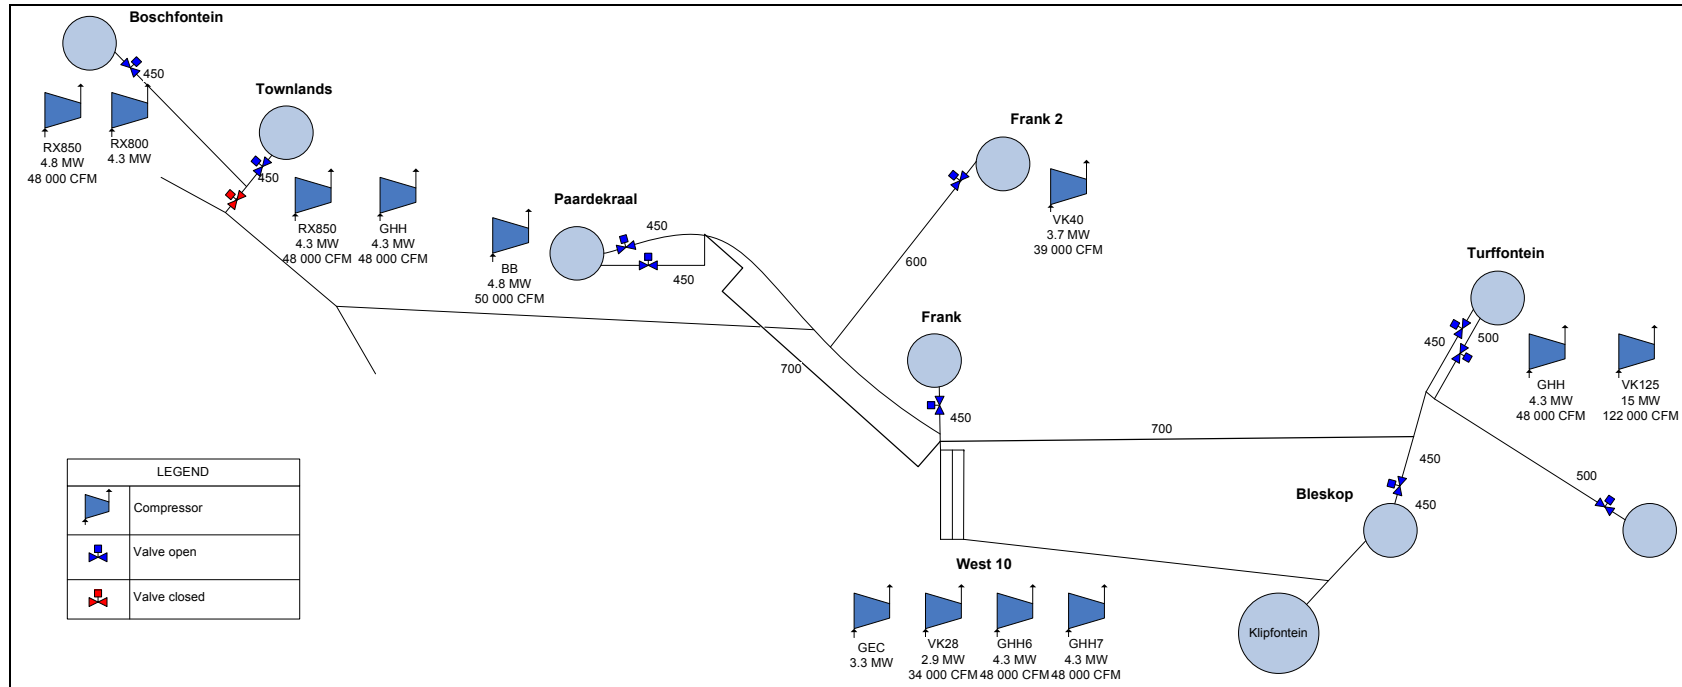 Boschfontein
450
RX850
4.8 MW
48 000 CFM
RX800
4.3 MW
Townlands
450
RX850
4.3 MW
48 000 CFM
GHH
4.3 MW
48 000 CFM
Paardekraal
BB
4.8 MW
50 000 CFM
450
450
700
Frank 2
VK40
3.7 MW
39 000 CFM
600
Frank
450
700
Turffontein
450
500
GHH
4.3 MW
48 000 CFM
VK125
15 MW
122 000 CFM
450
Bleskop
450
500
West 10
GEC
3.3 MW
VK28
2.9 MW
34 000 CFM
GHH6
4.3 MW
48 000 CFM
GHH7
4.3 MW
48 000 CFM
Klipfontein
LEGEND
Compressor
Valve open
Valve closed